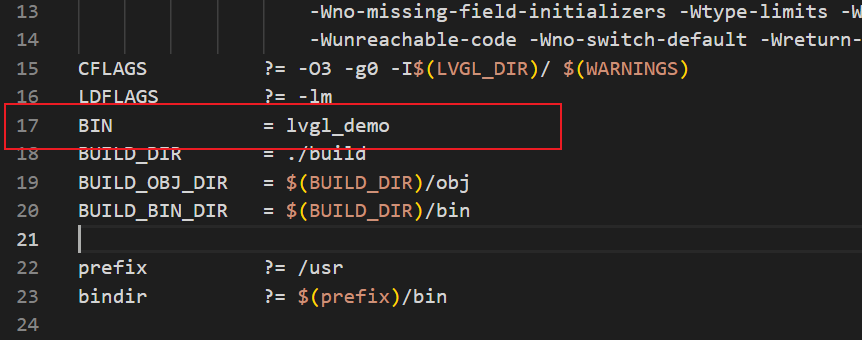 13 -Wno-missing-field-initializers -Wtype-limits -W
14 -Wunreachable-code -Wno-switch-default -Wreturn-
15 CFLAGS ?= -O3 -g0 -I$(LVGL_DIR)/ $(WARNINGS)
16 LDFLAGS ?= -lm
17 BIN = lvgl_demo
18 BUILD_DIR = ./build
19 BUILD_OBJ_DIR = $(BUILD_DIR)/obj
20 BUILD_BIN_DIR = $(BUILD_DIR)/bin
21
22 prefix ?= /usr
23 bindir ?= $(prefix)/bin
24